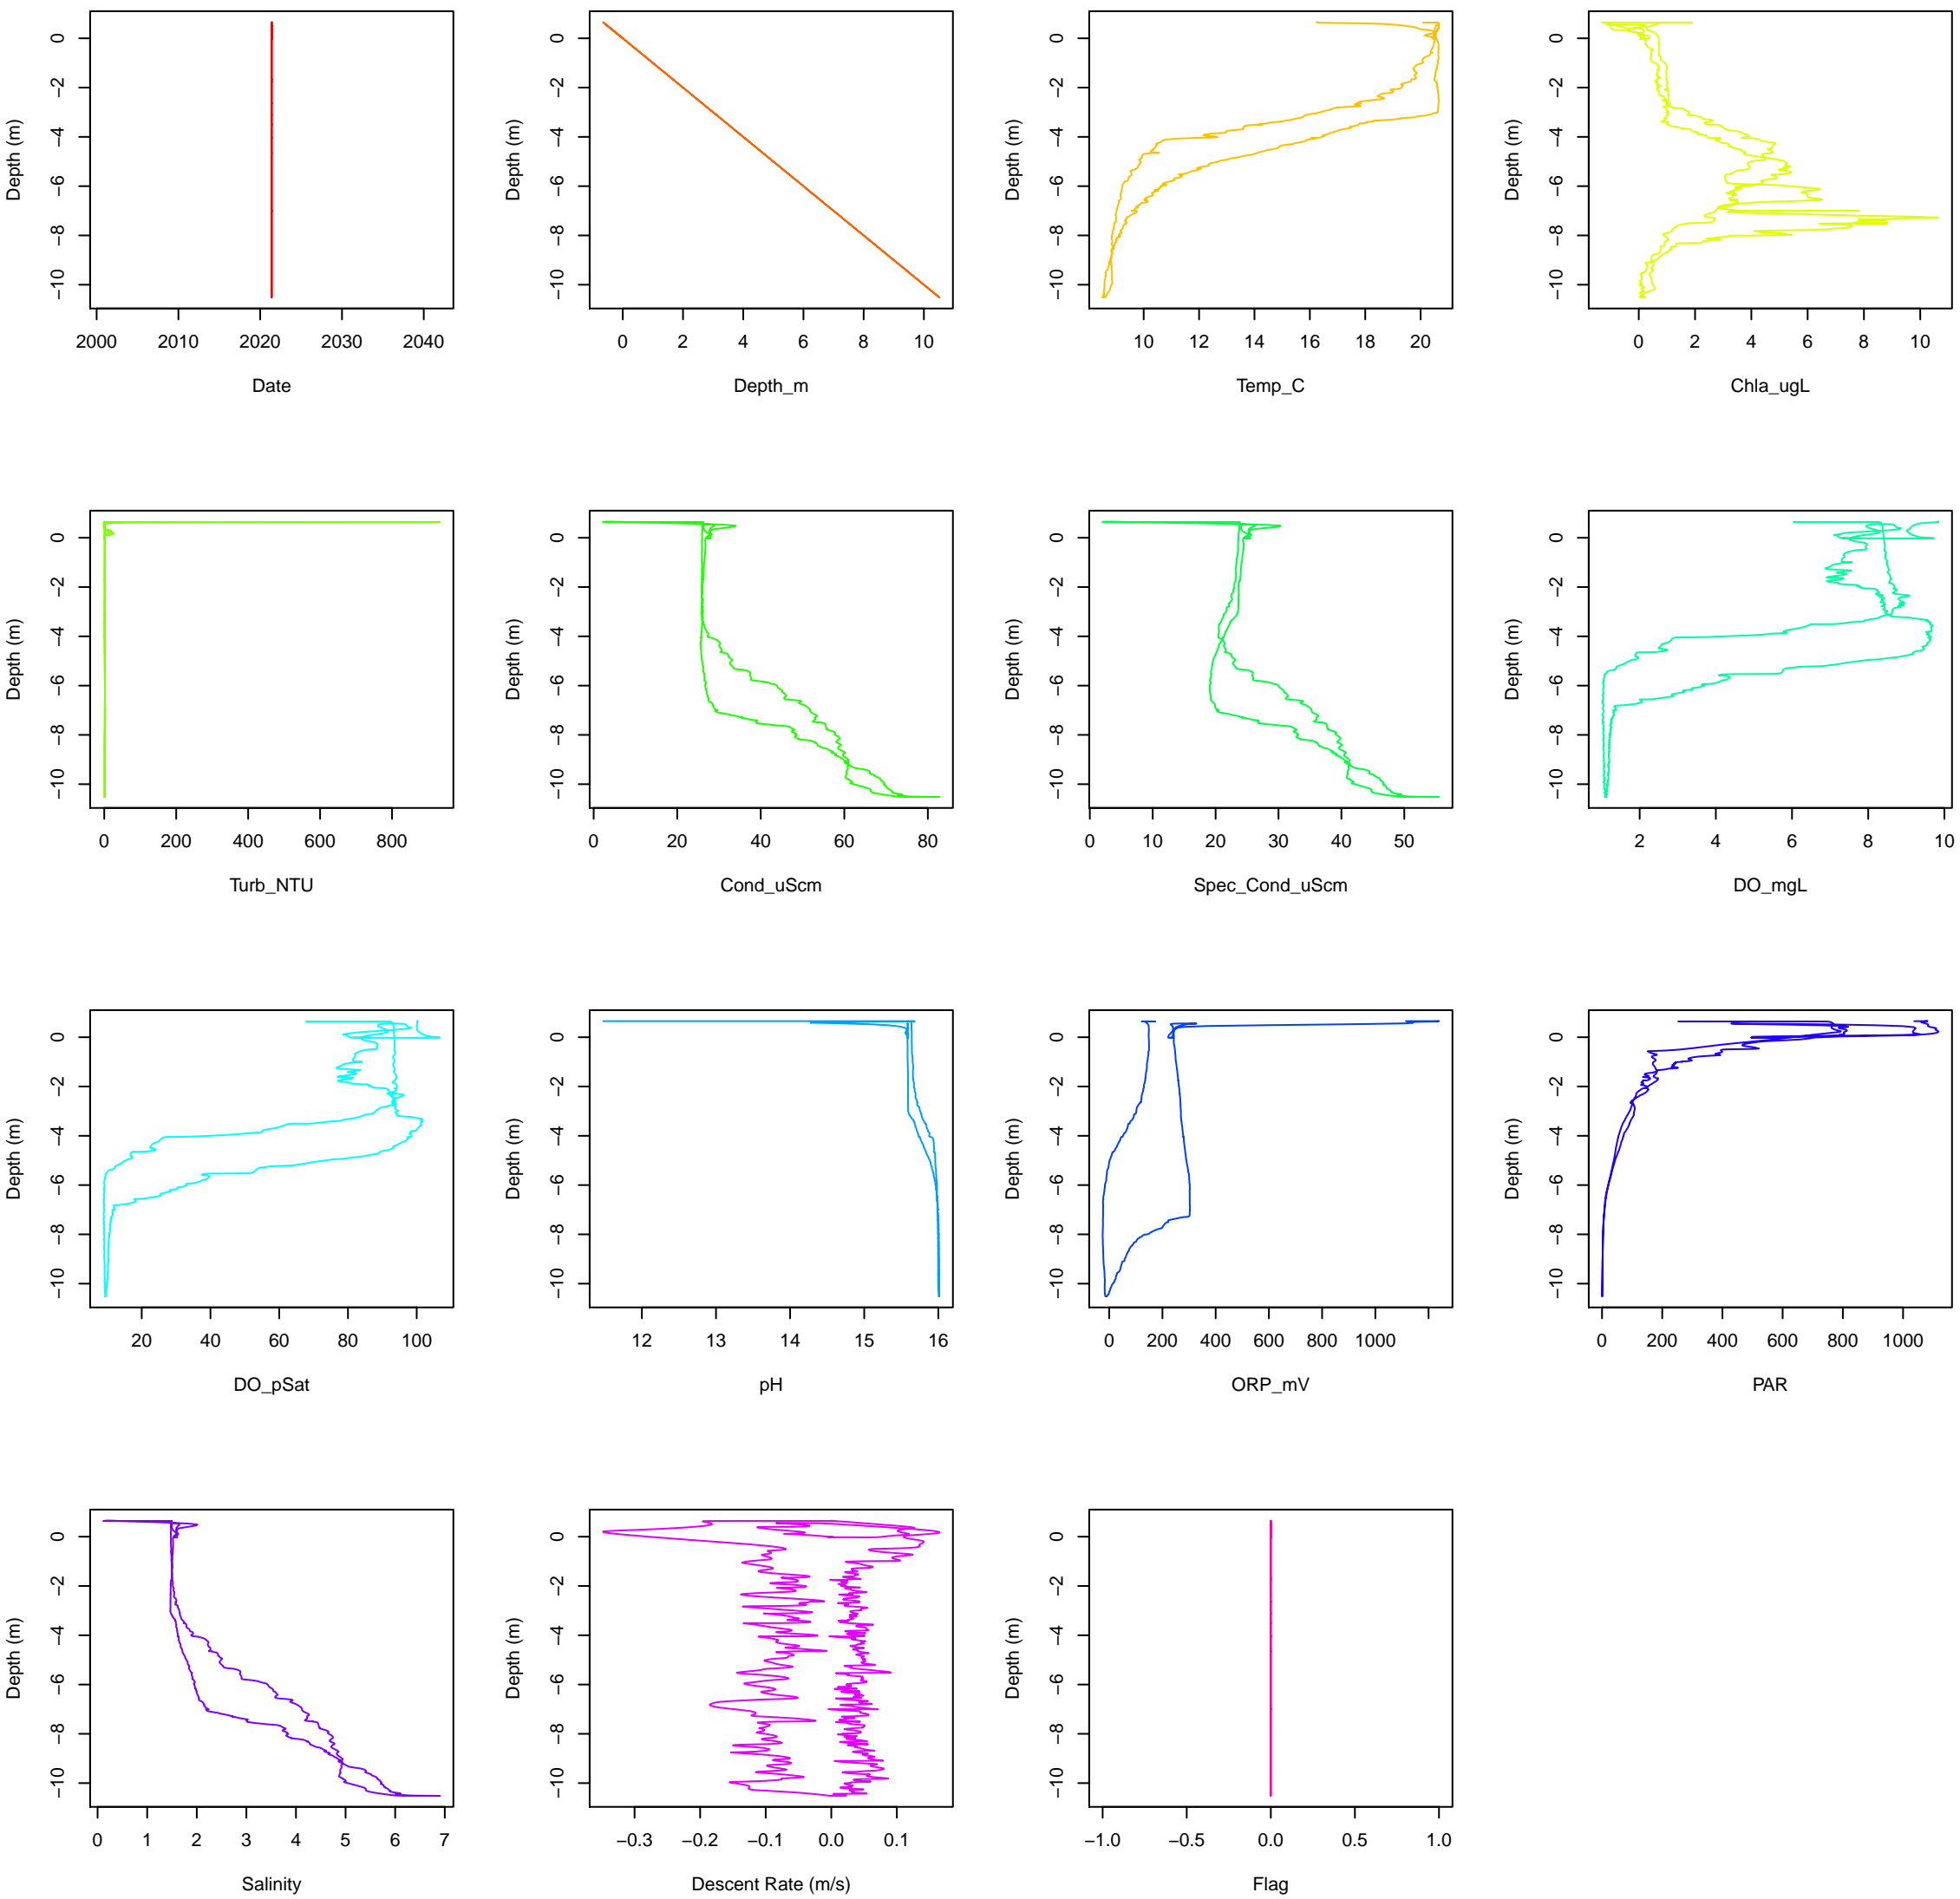 Depth (m)
0
−2
−4
−6
−8
−10
2000 2010 2020 2030 2040
Date
Depth (m)
0
−2
−4
−6
−8
−10
0 2 4 6 8 10
Depth_m
Depth (m)
0
−2
−4
−6
−8
−10
10 12 14 16 18 20
Temp_C
Depth (m)
0
−2
−4
−6
−8
−10
0 2 4 6 8 10
Chla_ugL
Depth (m)
0
−2
−4
−6
−8
−10
0 200 400 600 800
Turb_NTU
Depth (m)
0
−2
−4
−6
−8
−10
0 20 40 60 80
Cond_uScm
Depth (m)
0
−2
−4
−6
−8
−10
0 10 20 30 40 50
Spec_Cond_uScm
Depth (m)
0
−2
−4
−6
−8
−10
2 4 6 8 10
DO_mgL
Depth (m)
0
−2
−4
−6
−8
−10
20 40 60 80 100
DO_pSat
Depth (m)
0
−2
−4
−6
−8
−10
12 13 14 15 16
pH
Depth (m)
0
−2
−4
−6
−8
−10
0 200 400 600 800 1000
ORP_mV
Depth (m)
0
−2
−4
−6
−8
−10
0 200 400 600 800 1000
PAR
Depth (m)
0
−2
−4
−6
−8
−10
0 1 2 3 4 5 6 7
Salinity
Depth (m)
0
−2
−4
−6
−8
−10
−0.3 −0.2 −0.1 0.0 0.1
Descent Rate (m/s)
Depth (m)
0
−2
−4
−6
−8
−10
−1.0 −0.5 0.0 0.5 1.0
Flag